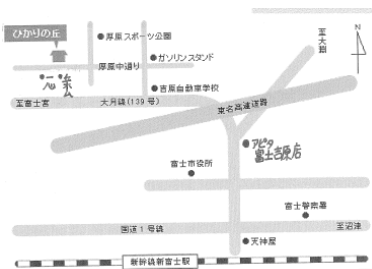 ひかりの丘
厚原スポーツ公園
至大月
N
ガソリンスタンド
厚原中通り
吉原自動車学校
至富士宮
大月線(139号)
東名高速道路
アピタ
富士吉原店
富士市役所
富士警察署
国道1号線
至沼津
天神屋
新幹線新富士駅